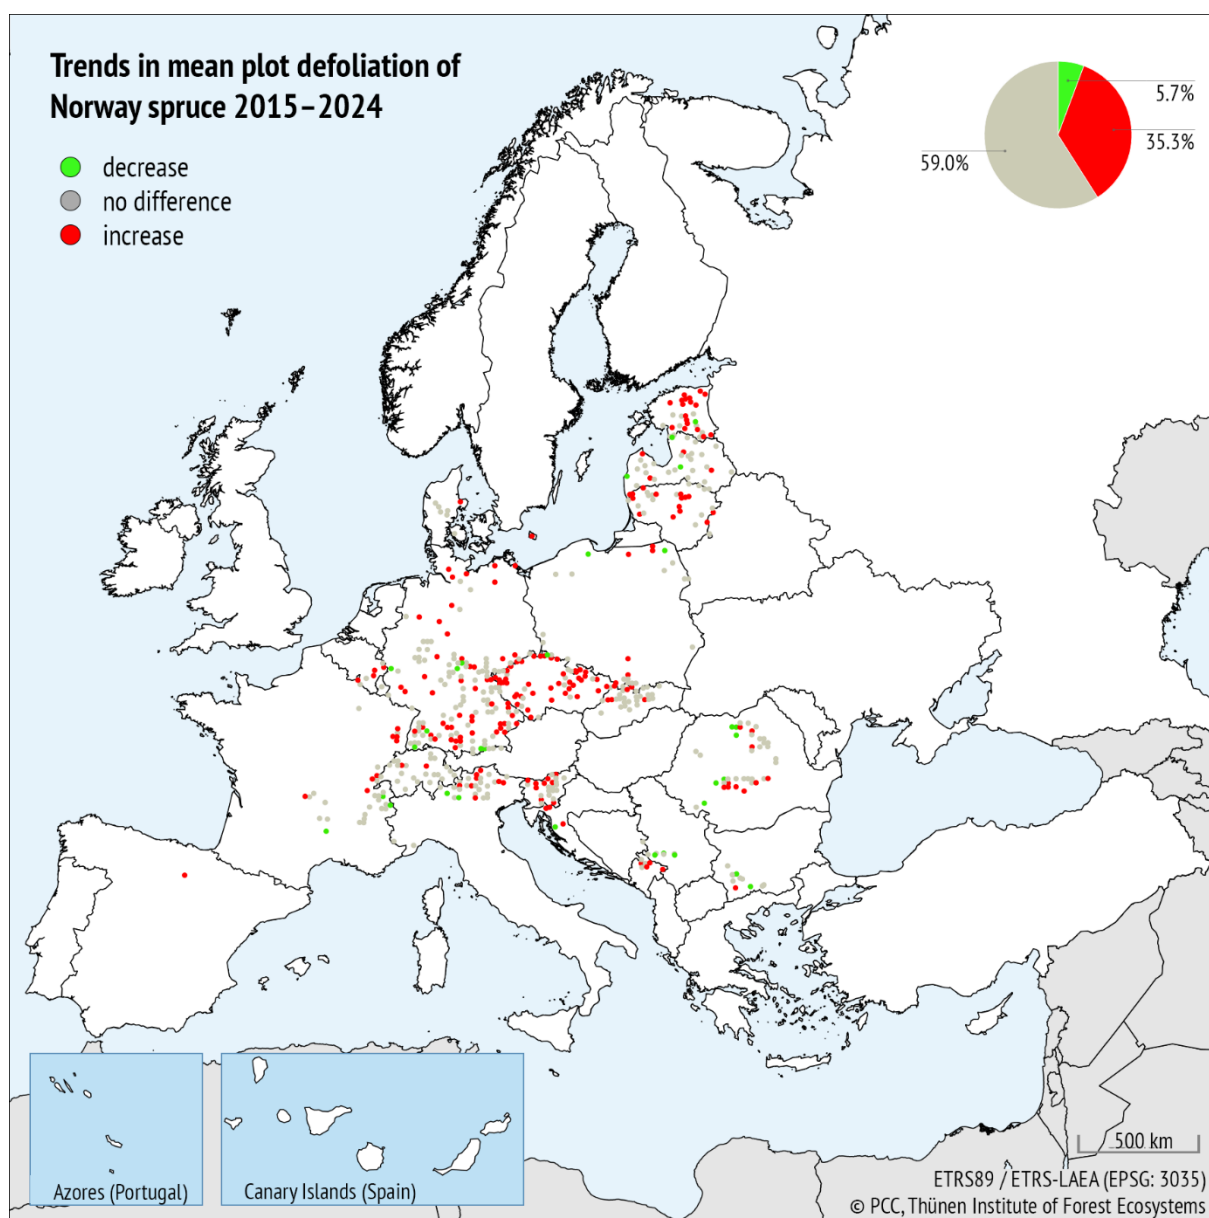 Trends in mean plot defoliation of
Norway spruce 2015–2024
decrease
no difference
increase
5.7%
35.3%
59.0%
Azores (Portugal)
Canary Islands (Spain)
500 km
ETRS89 / ETRS-LAEA (EPSG: 3035)
© PCC, Thünen Institute of Forest Ecosystems